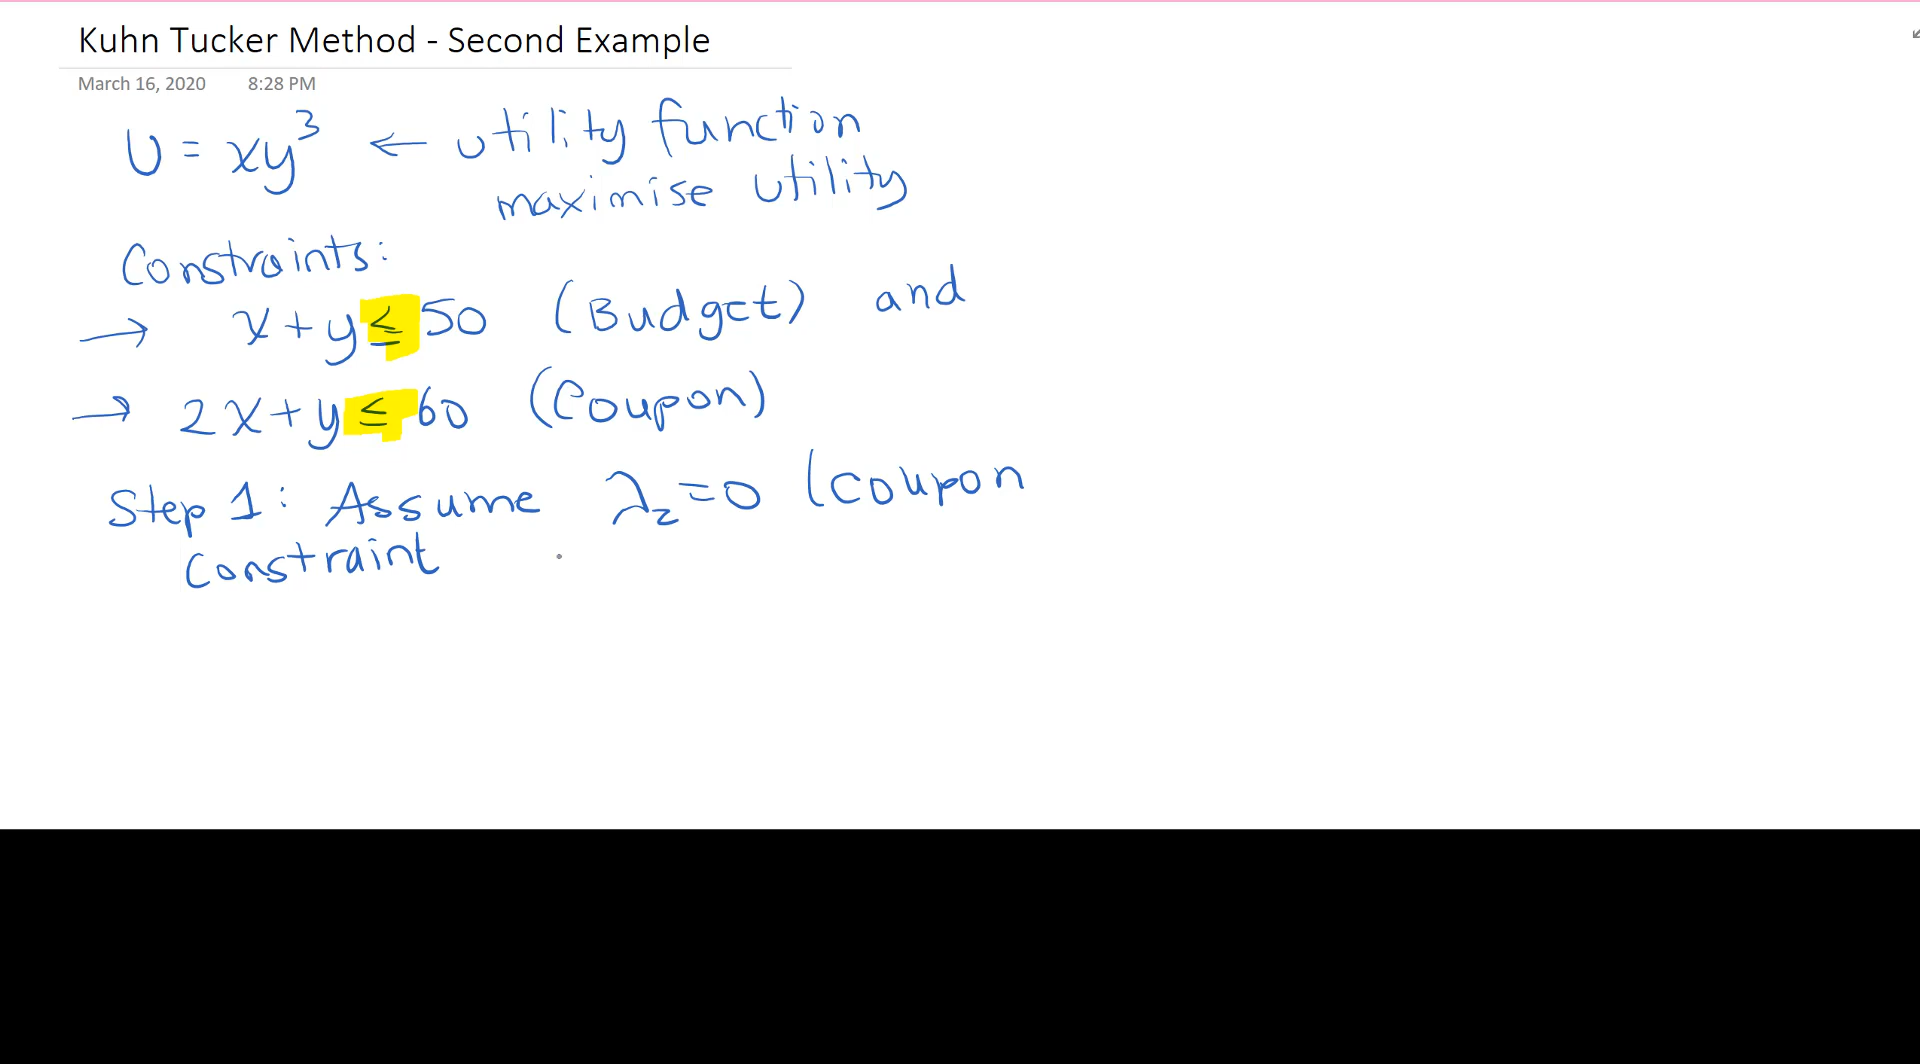 Kuhn Tucker Method - Second Example
March 16, 2020 8:28 PM
U = xy³ ← utility function
maximise utility
Constraints:
→ x + y ≤ 50 (Budget) and
→ 2x + y ≤ 60 (Coupon)
Step 1: Assume λ₂ = 0 (coupon
constraint